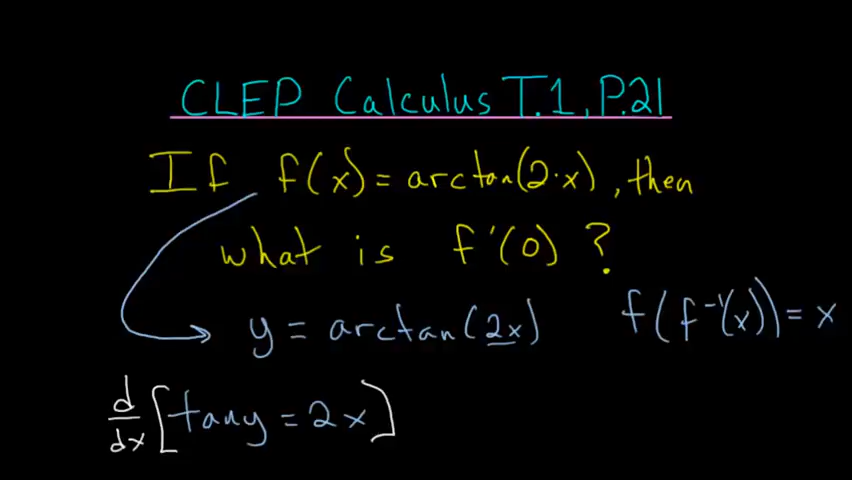 CLEP Calculus T.1, P.21
If f(x) = arctan(2·x), then
what is f'(0) ?
y = arctan(2x) f(f⁻¹(x)) = x
d/dx [tan y = 2x]